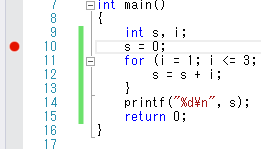 7 int main()
8 {
9 int s, i;
10 s = 0;
11 for (i = 1; i <= 3;
12 s = s + i;
13 }
14 printf("%d¥n", s);
15 return 0;
16 }
17